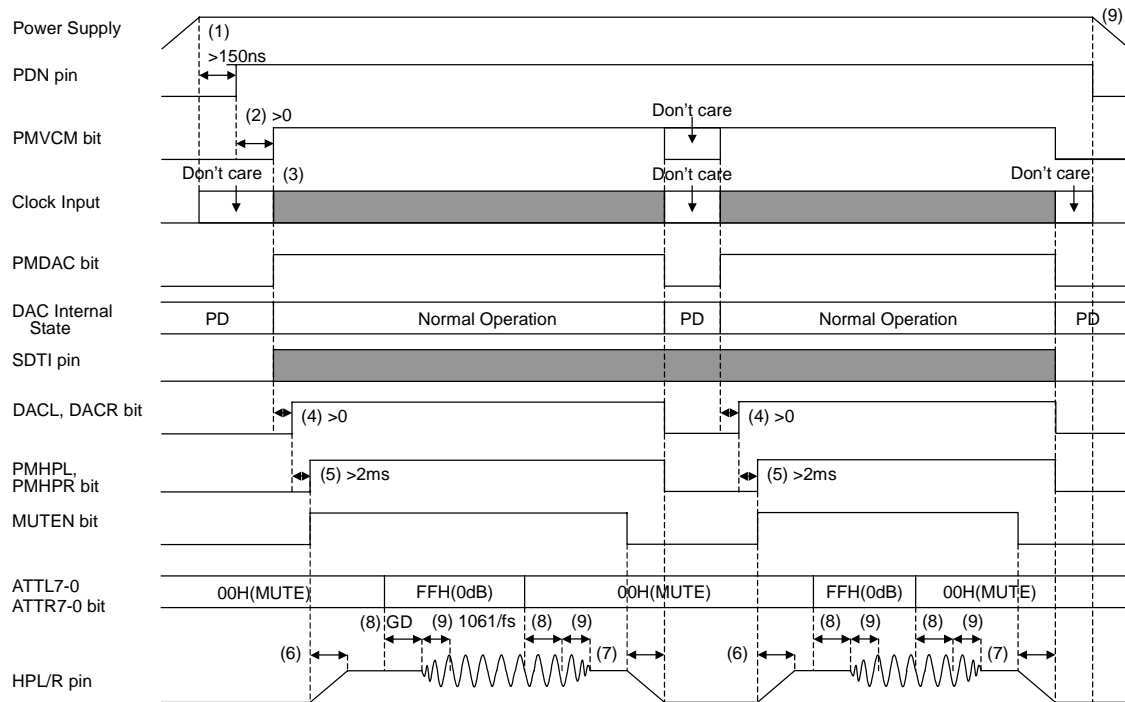 Power Supply (1) (9)
>150ns
PDN pin
(2) >0 Don't care
PMVCM bit
Don't care (3) Don't care Don't care
Clock Input
PMDAC bit
DAC Internal
State
PD Normal Operation PD Normal Operation PD
SDTI pin
DACL, DACR bit (4) >0 (4) >0
PMHPL,
PMHPR bit (5) >2ms (5) >2ms
MUTEN bit
ATTL7-0
ATTR7-0 bit
00H(MUTE) FFH(0dB) 00H(MUTE) FFH(0dB) 00H(MUTE)
(8) GD (9) 1061/fs (8) (9) (8) (9) (8) (9)
(6) (7) (6) (7)
HPL/R pin